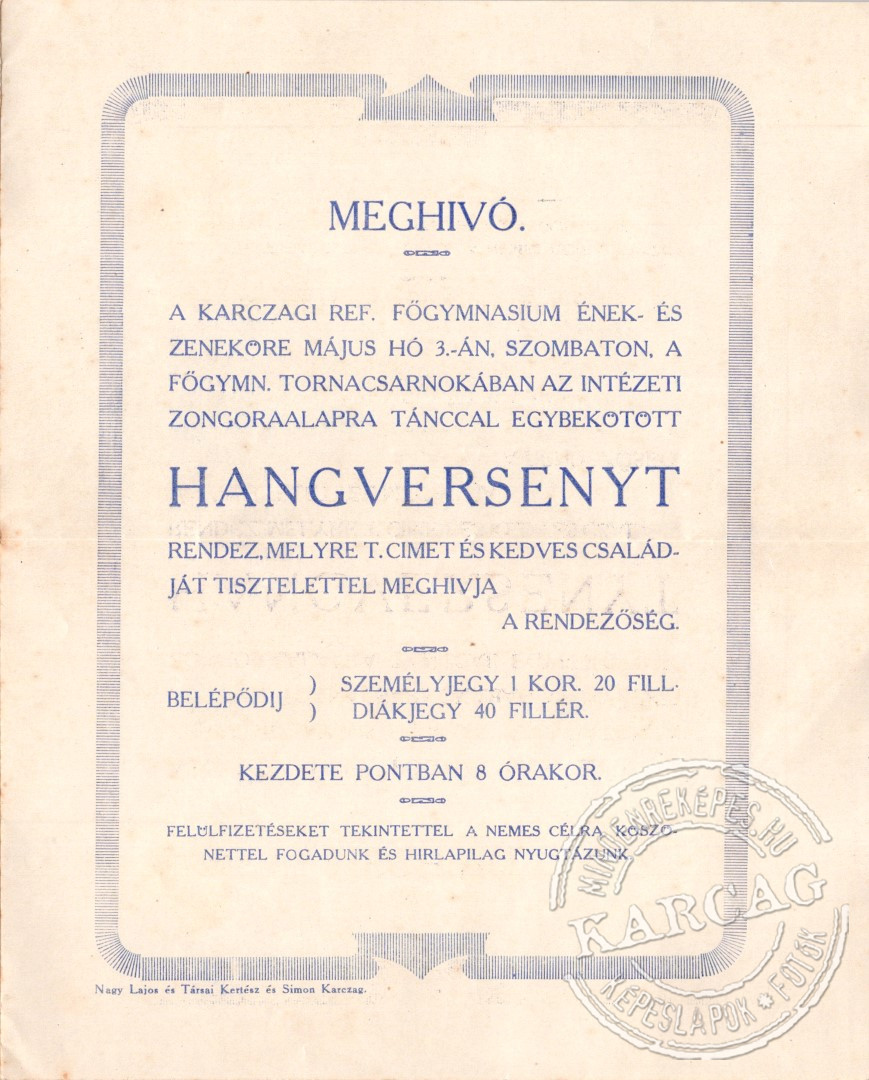 MEGHIVÓ.
A KARCZAGI REF. FŐGYMNASIUM ÉNEK- ÉS
ZENEKÖRE MÁJUS HÓ 3.-ÁN, SZOMBATON, A
FŐGYMN. TORNACSARNOKÁBAN AZ INTÉZETI
ZONGORAALAPRA TÁNCCAL EGYBEKÖTÖTT
HANGVERSENYT
RENDEZ, MELYRE T. CIMET ÉS KEDVES CSALÁD-
JÁT TISZTELETTEL MEGHIVJA
A RENDEZŐSÉG.
BELÉPŐDIJ ) SZEMÉLYJEGY 1 KOR. 20 FILL.
) DIÁKJEGY 40 FILLÉR.
KEZDETE PONTBAN 8 ÓRAKOR.
FELÜLFIZETÉSEKET TEKINTETTEL A NEMES CÉLRA KÖSZÖ-
NETTEL FOGADUNK ÉS HIRLAPILAG NYUGTÁZUNK
Nagy Lajos és Társai Kertész és Simon Karczag.
MINDENREKÉPES.HU
KARCAG
KÉPESLAPOK * FOTÓK